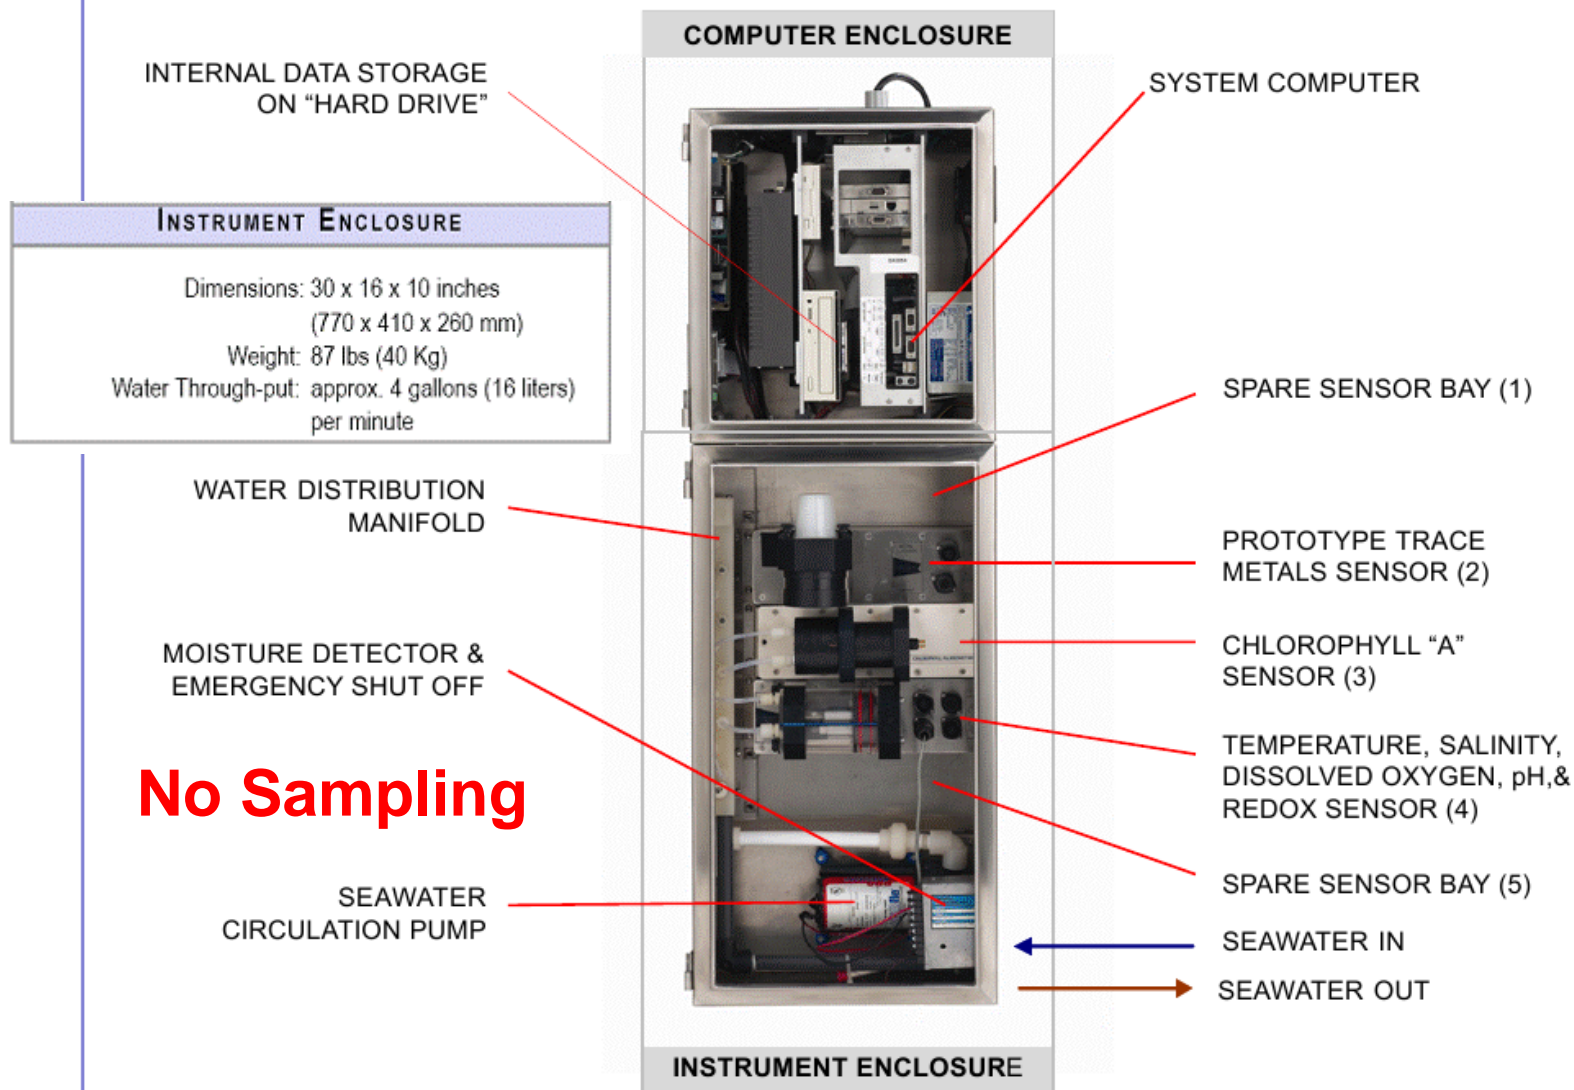 COMPUTER ENCLOSURE
INTERNAL DATA STORAGE
ON “HARD DRIVE”
SYSTEM COMPUTER
INSTRUMENT ENCLOSURE
Dimensions: 30 x 16 x 10 inches
(770 x 410 x 260 mm)
Weight: 87 lbs (40 Kg)
Water Through-put: approx. 4 gallons (16 liters)
per minute
SPARE SENSOR BAY (1)
WATER DISTRIBUTION
MANIFOLD
PROTOTYPE TRACE
METALS SENSOR (2)
MOISTURE DETECTOR &
EMERGENCY SHUT OFF
CHLOROPHYLL “A”
SENSOR (3)
TEMPERATURE, SALINITY,
DISSOLVED OXYGEN, pH,&
REDOX SENSOR (4)
No Sampling
SEAWATER
CIRCULATION PUMP
SPARE SENSOR BAY (5)
SEAWATER IN
SEAWATER OUT
INSTRUMENT ENCLOSURE